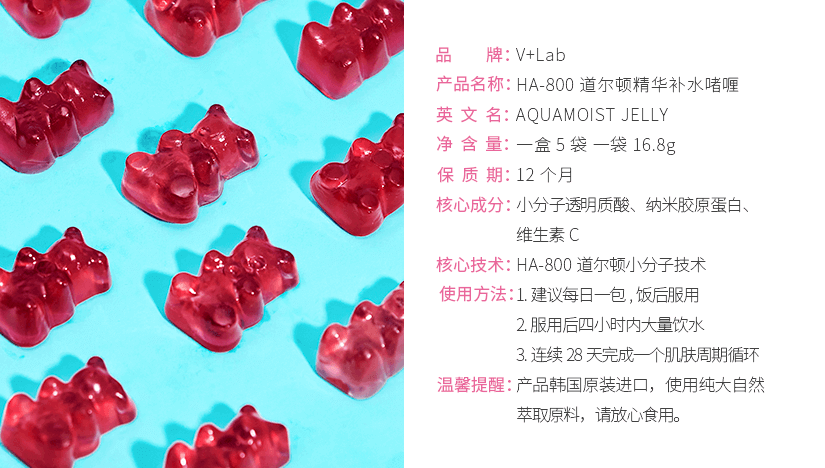 品 牌：V+Lab
产品名称：HA-800 道尔顿精华补水啫喱
英 文 名：AQUAMOIST JELLY
净 含 量：一盒 5 袋 一袋 16.8g
保 质 期：12 个月
核心成分：小分子透明质酸、纳米胶原蛋白、
维生素 C
核心技术：HA-800 道尔顿小分子技术
使用方法：1. 建议每日一包 , 饭后服用
2. 服用后四小时内大量饮水
3. 连续 28 天完成一个肌肤周期循环
温馨提醒：产品韩国原装进口，使用纯大自然
萃取原料，请放心食用。